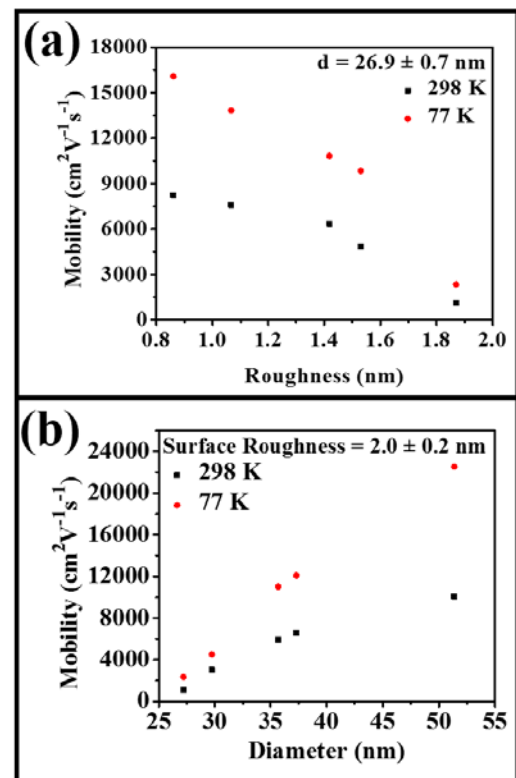 (a)
18000
d = 26.9 ± 0.7 nm
298 K
77 K
15000
12000
9000
6000
3000
0
Mobility (cm²V⁻¹s⁻¹)
0.8 1.0 1.2 1.4 1.6 1.8 2.0
Roughness (nm)
(b)
Surface Roughness = 2.0 ± 0.2 nm
298 K
77 K
24000
20000
16000
12000
8000
4000
0
Mobility (cm²V⁻¹s⁻¹)
25 30 35 40 45 50 55
Diameter (nm)